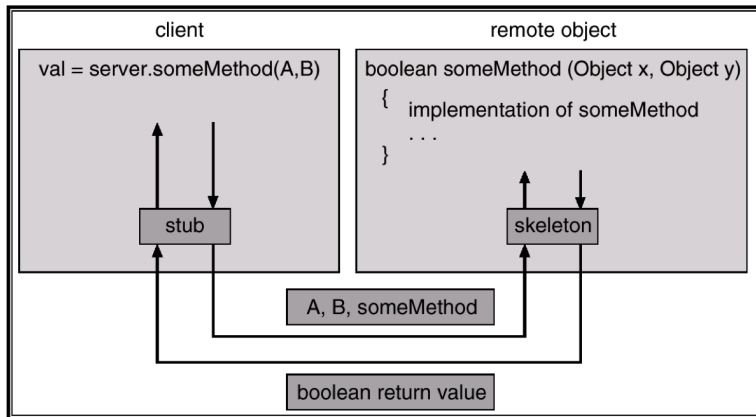 client
remote object
val = server.someMethod(A,B)
boolean someMethod (Object x, Object y)
{
implementation of someMethod
. . .
}
stub
skeleton
A, B, someMethod
boolean return value